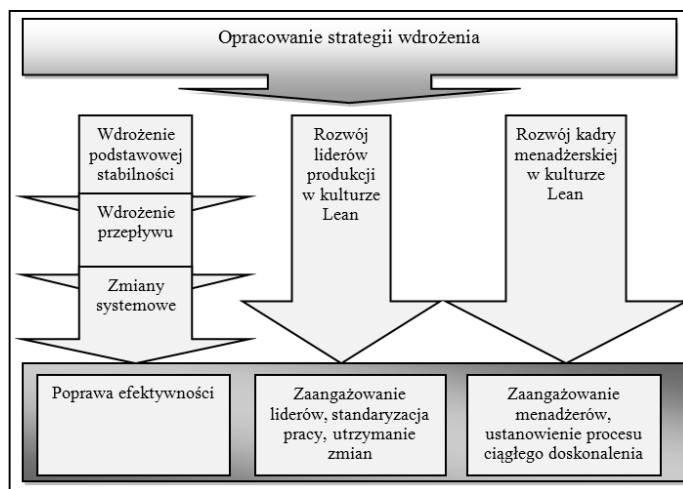 Opracowanie strategii wdrożenia
Wdrożenie
podstawowej
stabilności
Wdrożenie
przepływu
Zmiany
systemowe
Rozwój
liderów
produkcji
w kulturze
Lean
Rozwój kadry
menadżerskiej
w kulturze
Lean
Poprawa efektywności
Zaangażowanie
liderów, standaryzacja
pracy, utrzymanie
zmian
Zaangażowanie
menadżerów,
ustanowienie procesu
ciągłego doskonalenia